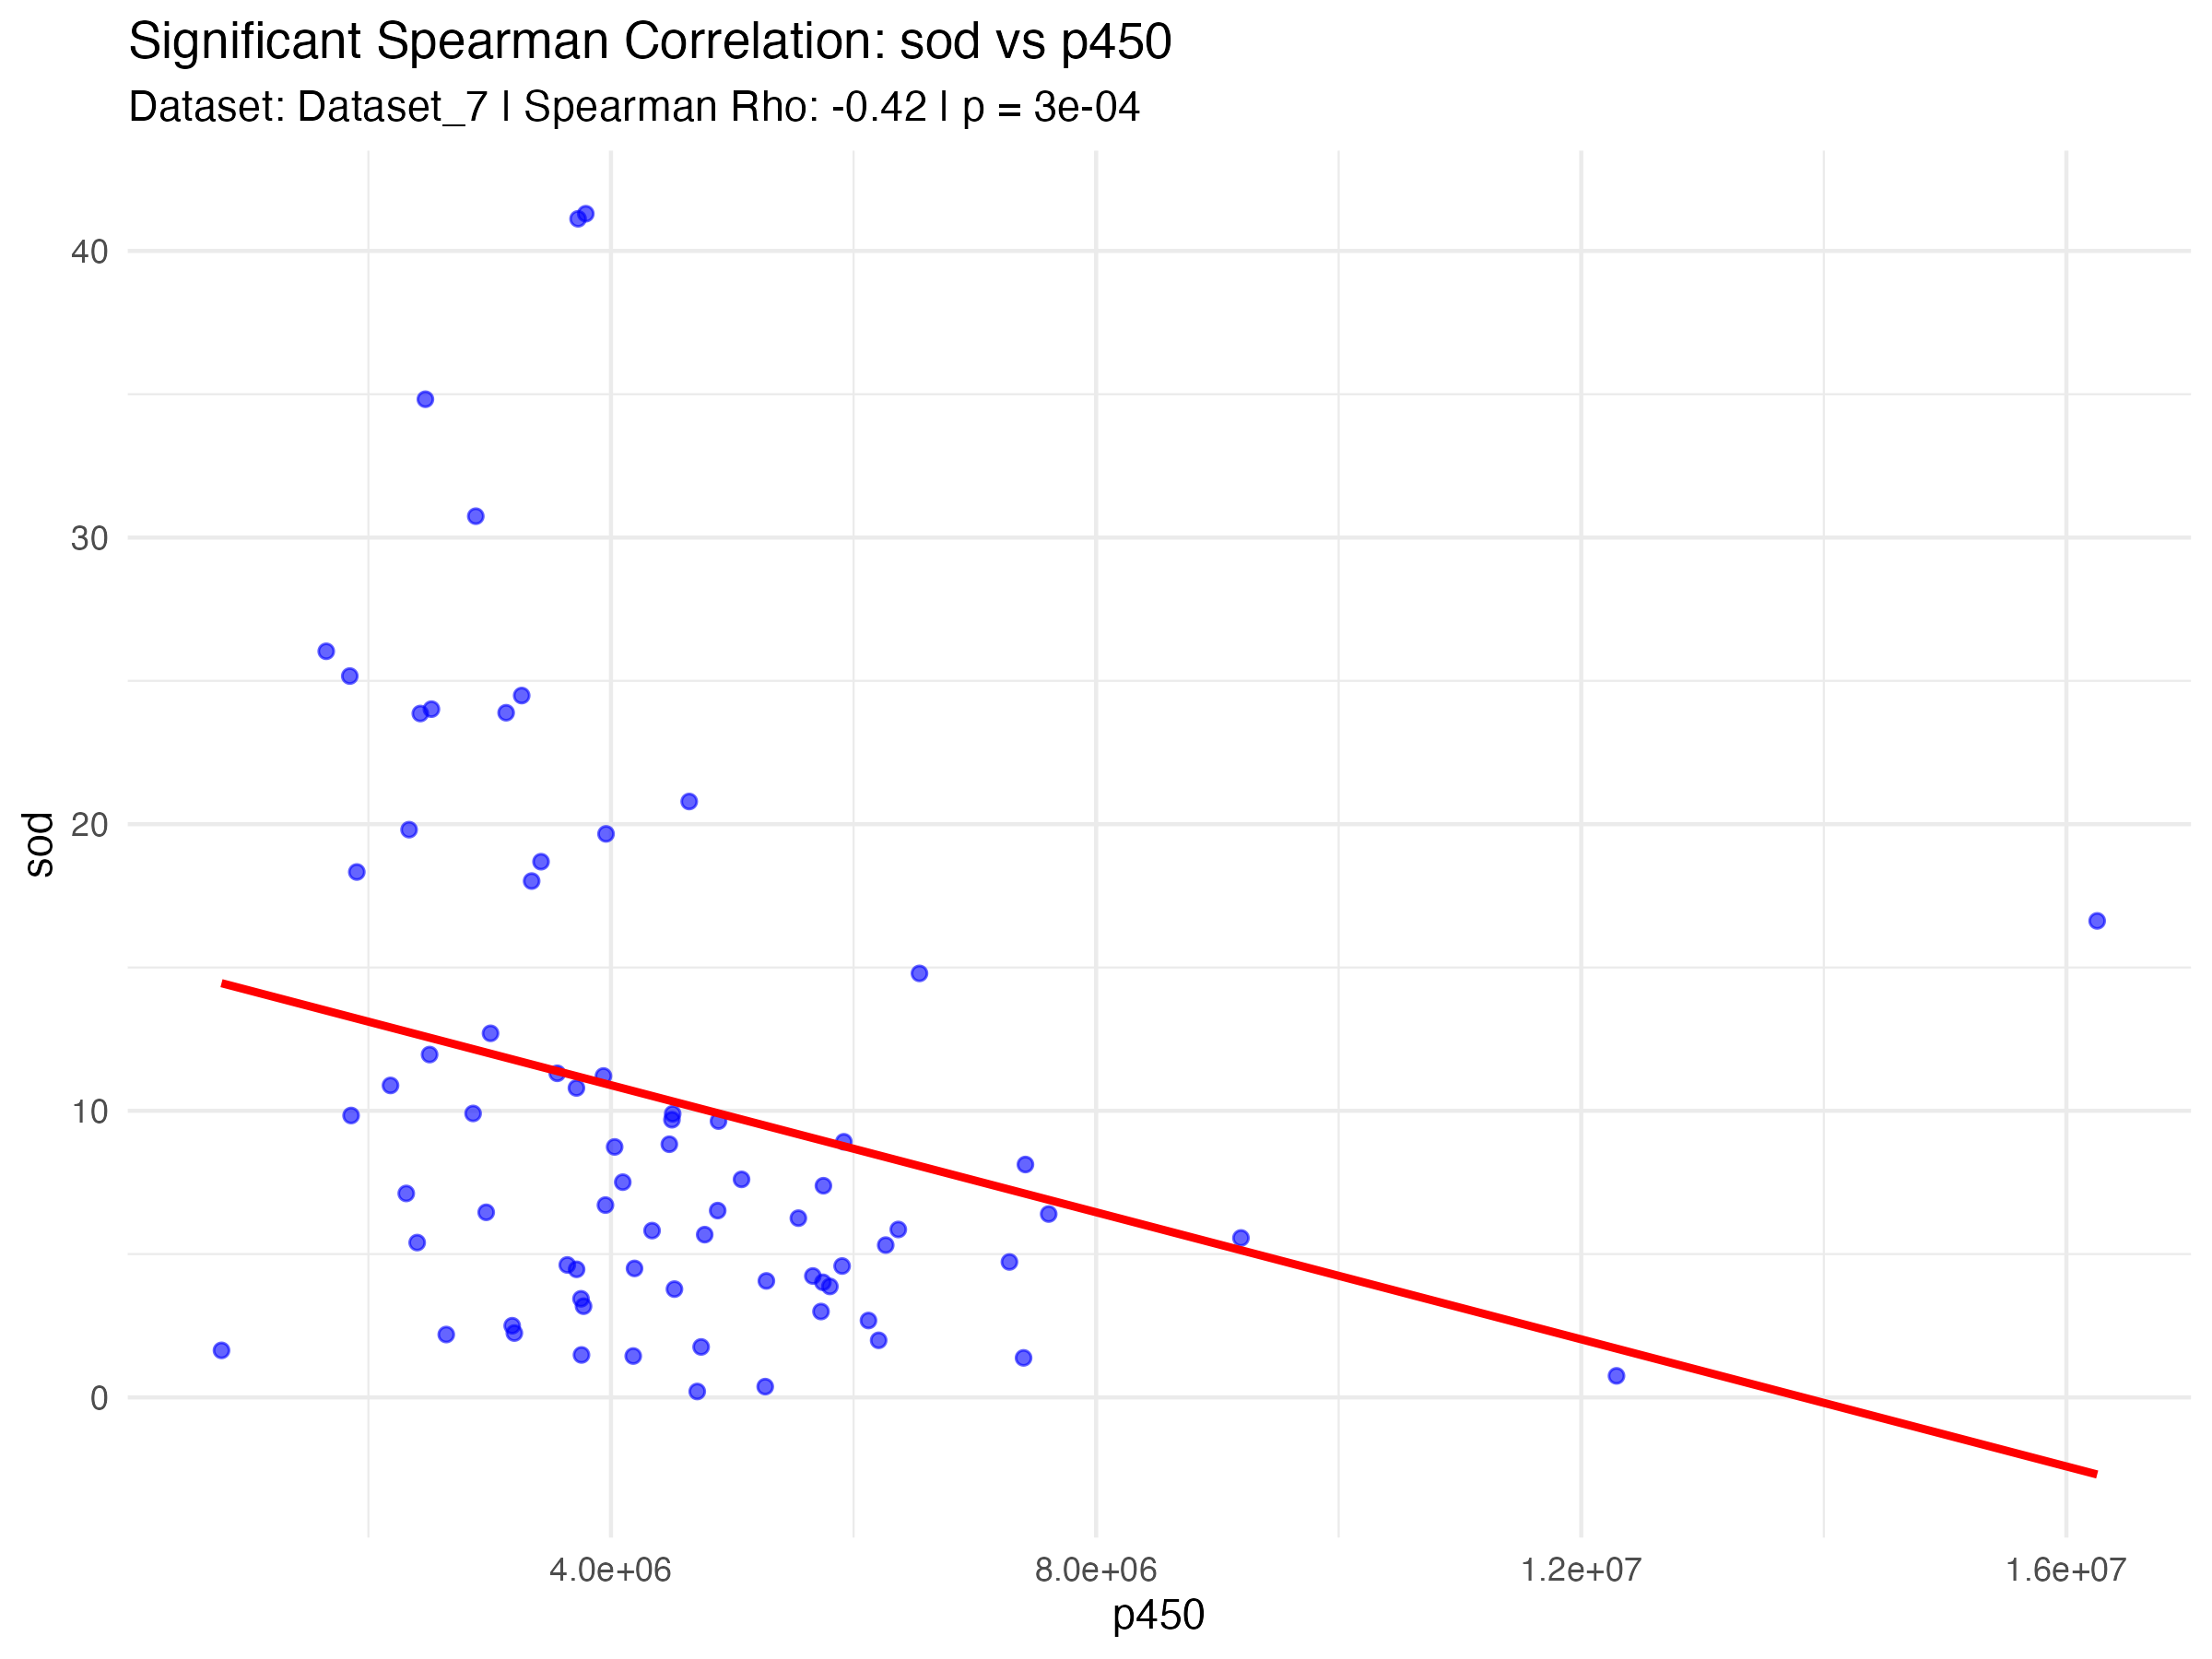 Significant Spearman Correlation: sod vs p450
Dataset: Dataset_7 | Spearman Rho: -0.42 | p = 3e-04
40
30
20
10
0
sod
4.0e+06
8.0e+06
1.2e+07
1.6e+07
p450